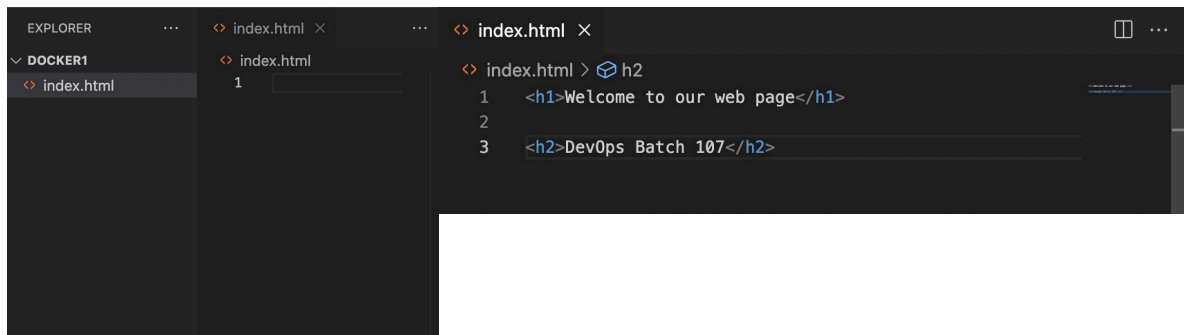 EXPLORER ...
DOCKER1
index.html
index.html ...
index.html
1
index.html ...
index.html > h2
1 <h1>Welcome to our web page</h1>
2
3 <h2>DevOps Batch 107</h2>